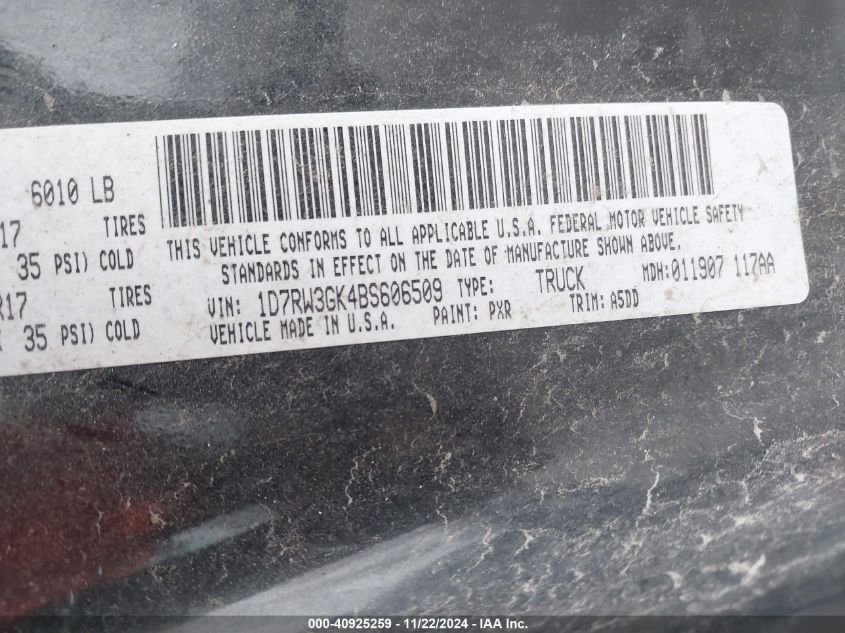 6010 LB
17 TIRES
35 PSI) COLD
R17 TIRES
35 PSI) COLD
THIS VEHICLE CONFORMS TO ALL APPLICABLE U.S.A. FEDERAL MOTOR VEHICLE SAFETY
STANDARDS IN EFFECT ON THE DATE OF MANUFACTURE SHOWN ABOVE.
VIN: 1D7RW3GK4BS606509 TYPE: TRUCK MDH:011907 117AA
VEHICLE MADE IN U.S.A. PAINT: PXR TRIM: A5DD
000-40925259 - 11/22/2024 - IAA Inc.